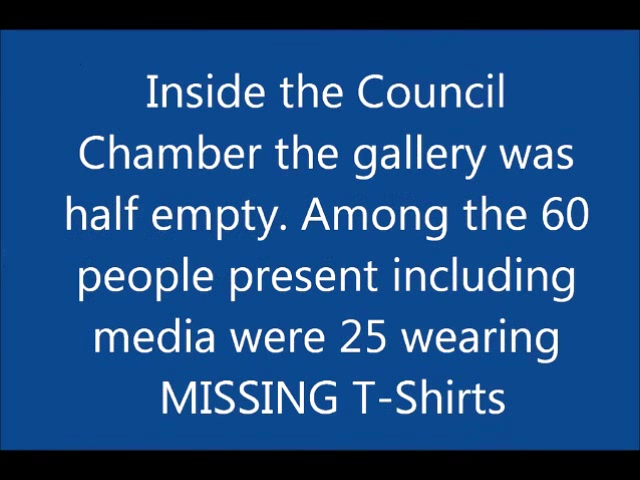 Inside the Council
Chamber the gallery was
half empty. Among the 60
people present including
media were 25 wearing
MISSING T-Shirts